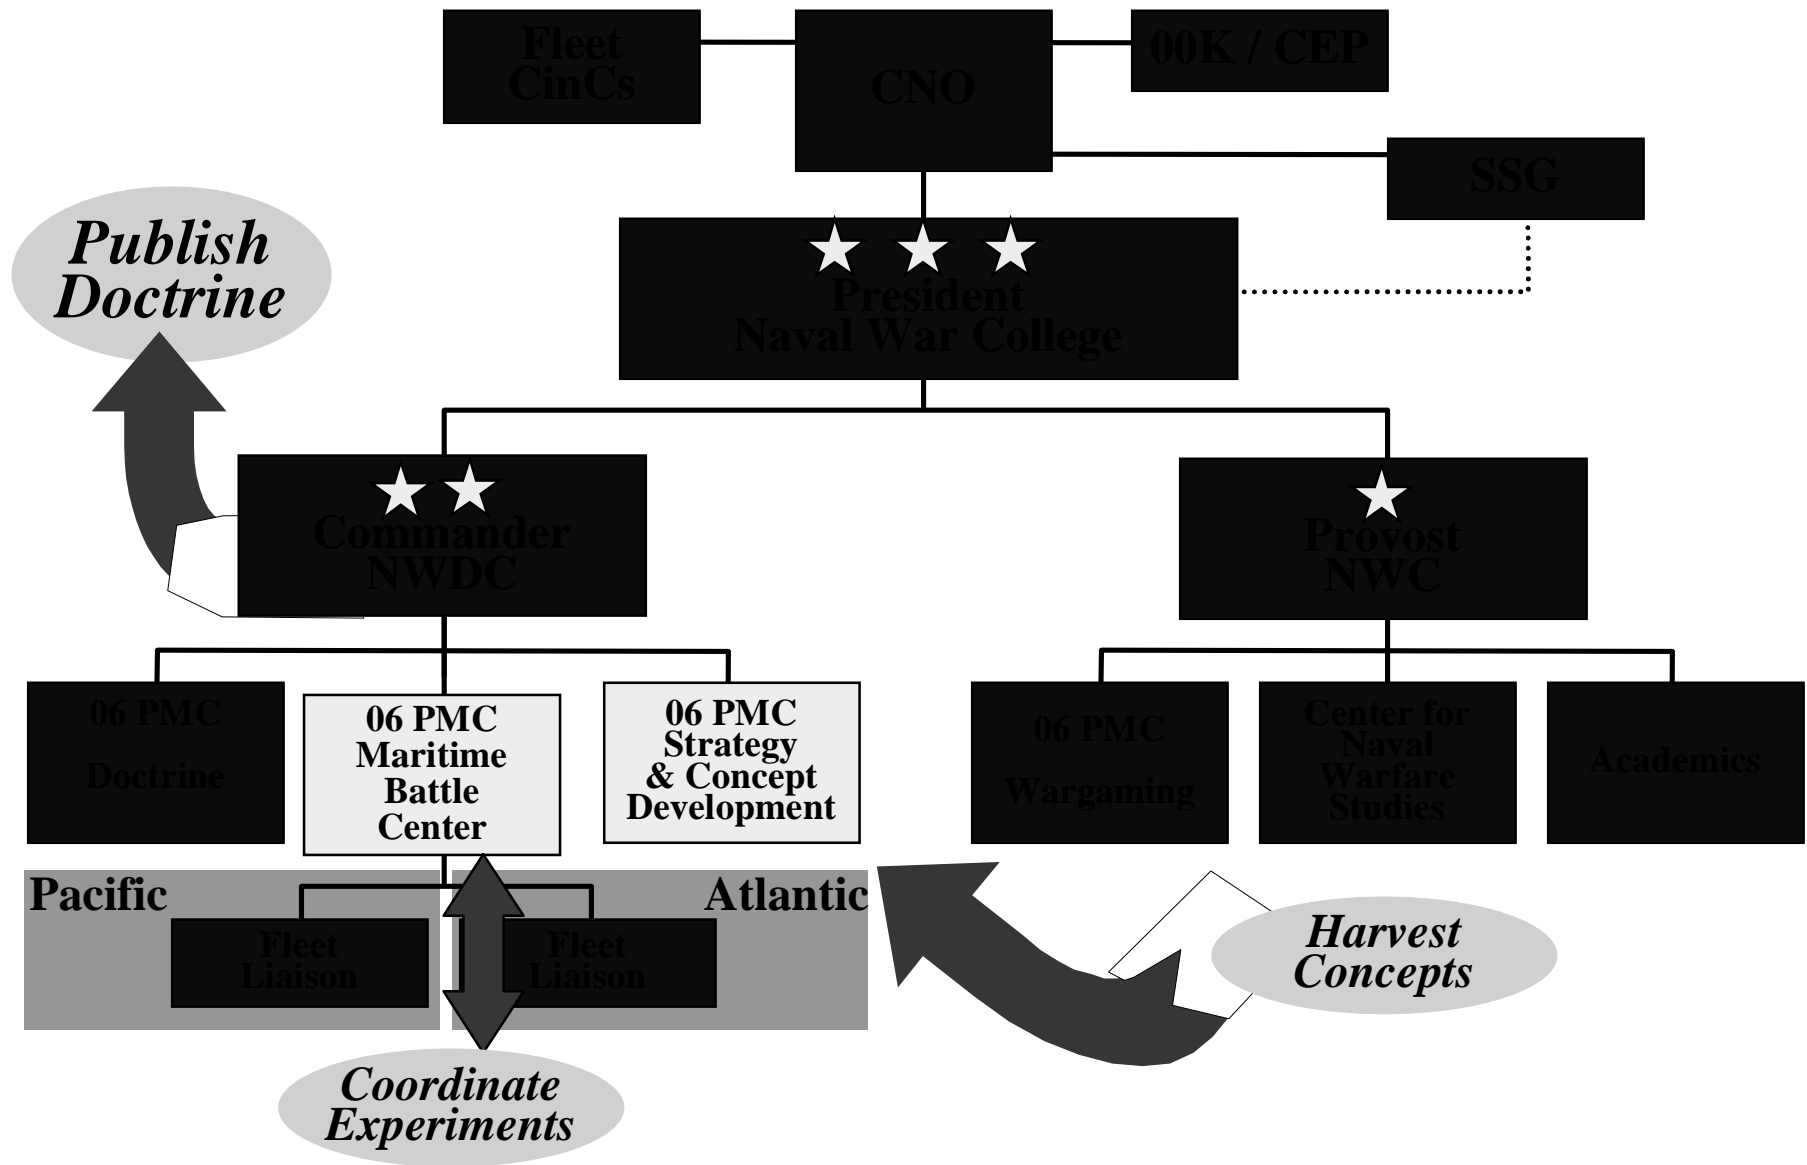 Fleet
CinCs
CNO
00K / CEP
SSG
President
Naval War College
Publish
Doctrine
Commander
NWDC
Provost
NWC
06 PMC
Doctrine
06 PMC
Maritime
Battle
Center
06 PMC
Strategy
& Concept
Development
06 PMC
Wargaming
Center for
Naval
Warfare
Studies
Academics
Pacific
Atlantic
Fleet
Liaison
Fleet
Liaison
Harvest
Concepts
Coordinate
Experiments